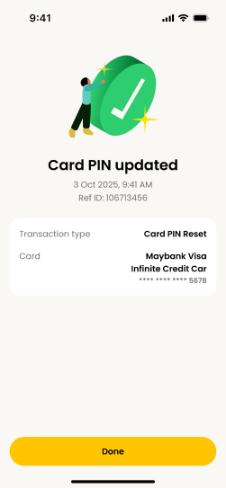 9:41
Card PIN updated
3 Oct 2025, 9:41 AM
Ref ID: 106713456
Transaction type Card PIN Reset
Card Maybank Visa
Infinite Credit Car
**** **** **** 5678
Done